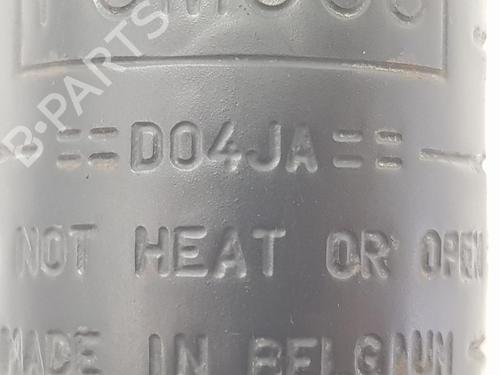 ==D04JA==
NOT HEAT OR OPEN
MADE IN BELGIUM
B-PARTS